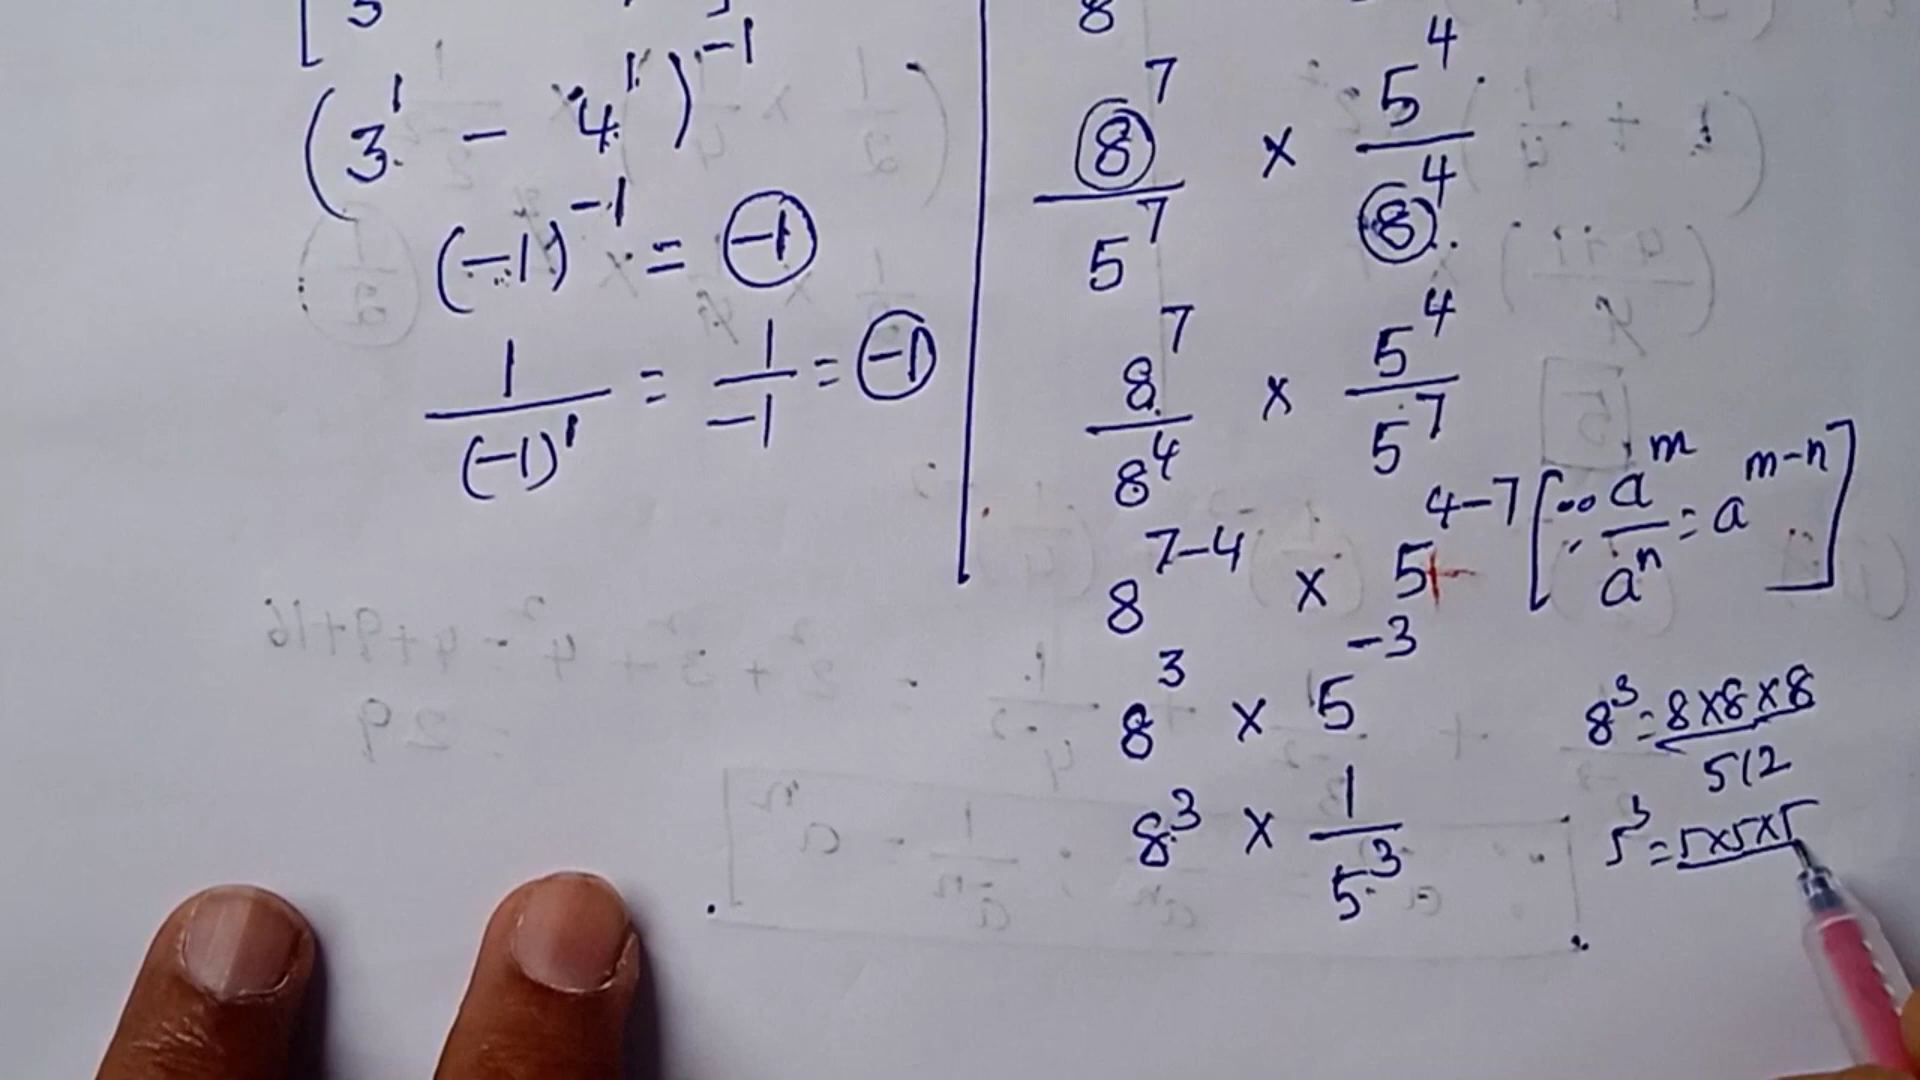 (3¹ - 4¹)⁻¹
(-1)⁻¹ = -1
1/(-1)¹ = 1/-1 = -1
8
8⁷/5⁷ × 5⁴/8⁴
8⁷/8⁴ × 5⁴/5⁷
8⁷⁻⁴ × 5⁴⁻⁷ [∵ aᵐ/aⁿ = aᵐ⁻ⁿ]
8³ × 5⁻³
8³ × 1/5³
8³ = 8×8×8
512
5³ = 5×5×5